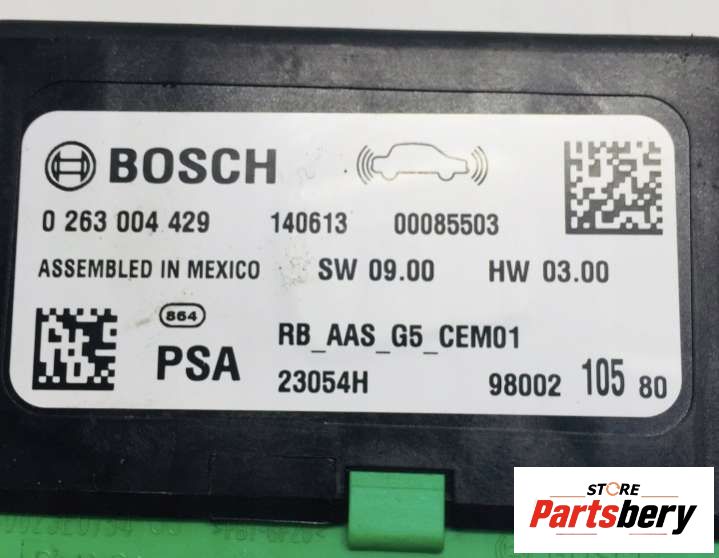 BOSCH
0 263 004 429 140613 00085503
ASSEMBLED IN MEXICO SW 09.00 HW 03.00
864
PSA
RB_AAS_G5_CEM01
23054H 98002 105 80
STORE
Partsbery